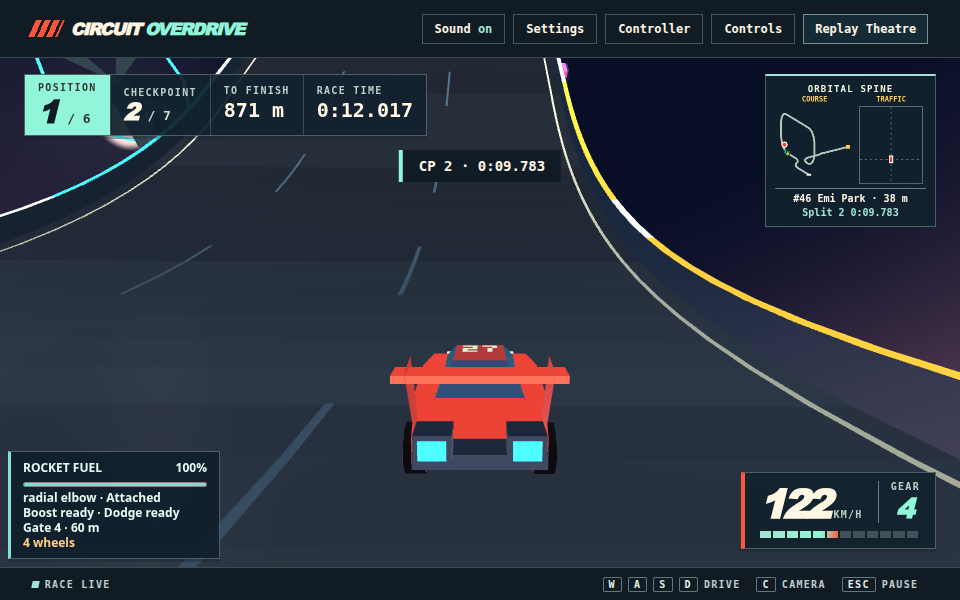 CIRCUIT OVERDRIVE
Sound on
Settings
Controller
Controls
Replay Theatre
POSITION
1 / 6
CHECKPOINT
2 / 7
TO FINISH
871 m
RACE TIME
0:12.017
CP 2 · 0:09.783
ORBITAL SPINE
COURSE
TRAFFIC
#46 Emi Park · 38 m
Split 2 0:09.783
27
ROCKET FUEL 100%
radial elbow · Attached
Boost ready · Dodge ready
Gate 4 · 60 m
4 wheels
122 KM/H
GEAR
4
RACE LIVE
W A S D DRIVE
C CAMERA
ESC PAUSE